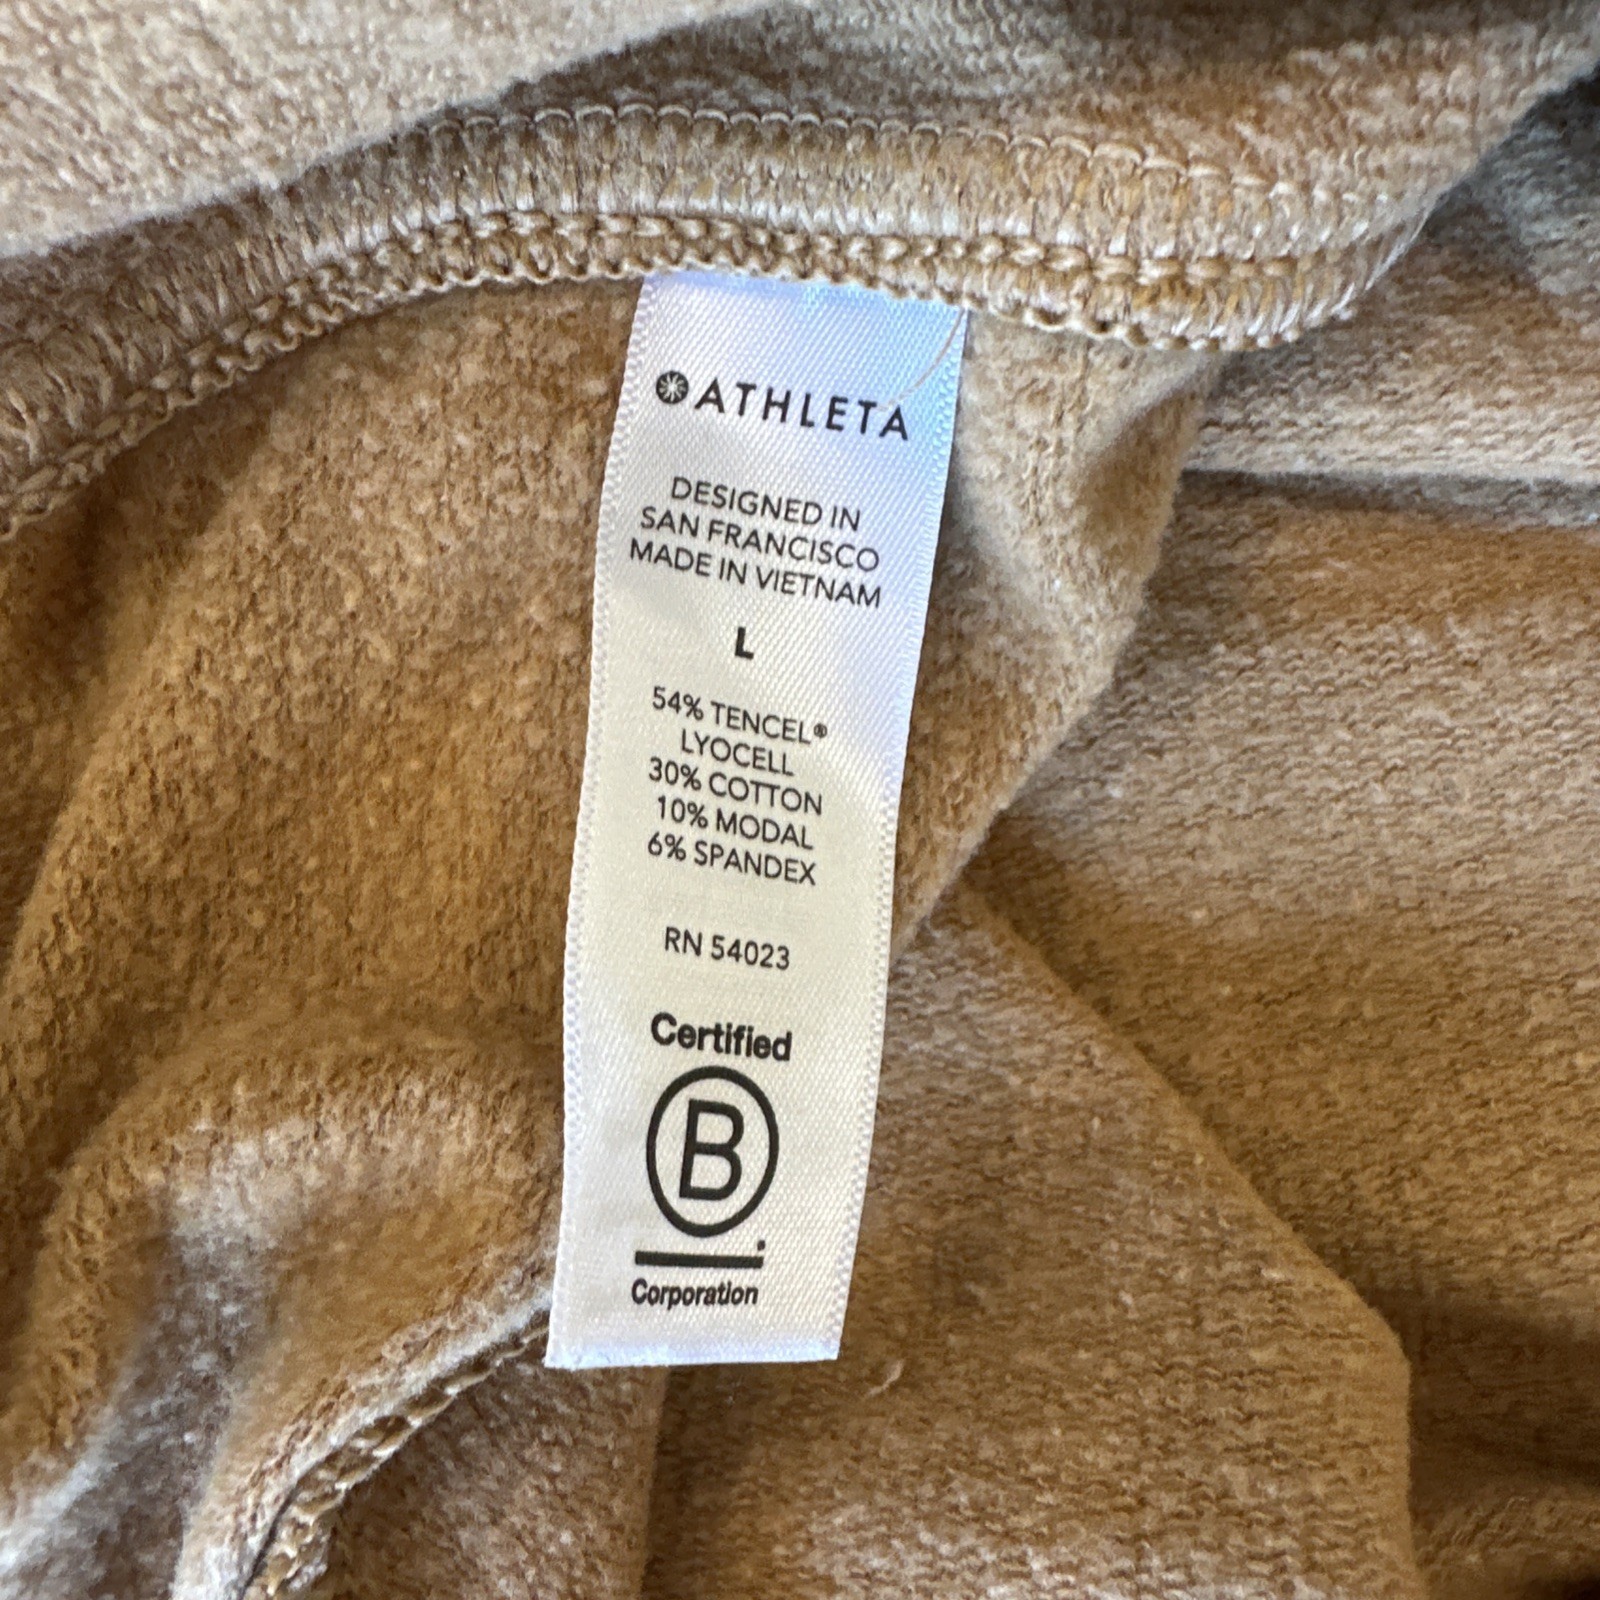 ATHLETA
DESIGNED IN
SAN FRANCISCO
MADE IN VIETNAM
L
54% TENCEL®
LYOCELL
30% COTTON
10% MODAL
6% SPANDEX
RN 54023
Certified
B
Corporation